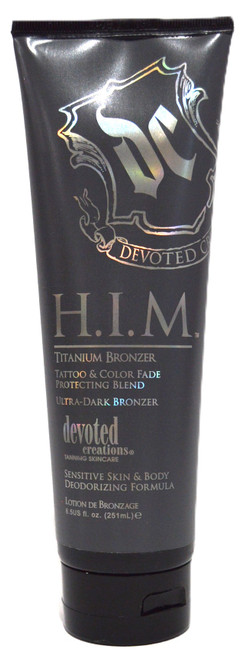 DC
DEVOTED C
H.I.M.™
TITANIUM BRONZER
TATTOO & COLOR FADE
PROTECTING BLEND
ULTRA-DARK BRONZER
devoted
creations®
TANNING SKINCARE
SENSITIVE SKIN & BODY
DEODORIZING FORMULA
LOTION DE BRONZAGE
8.5US fl. oz. (251mL) ℮